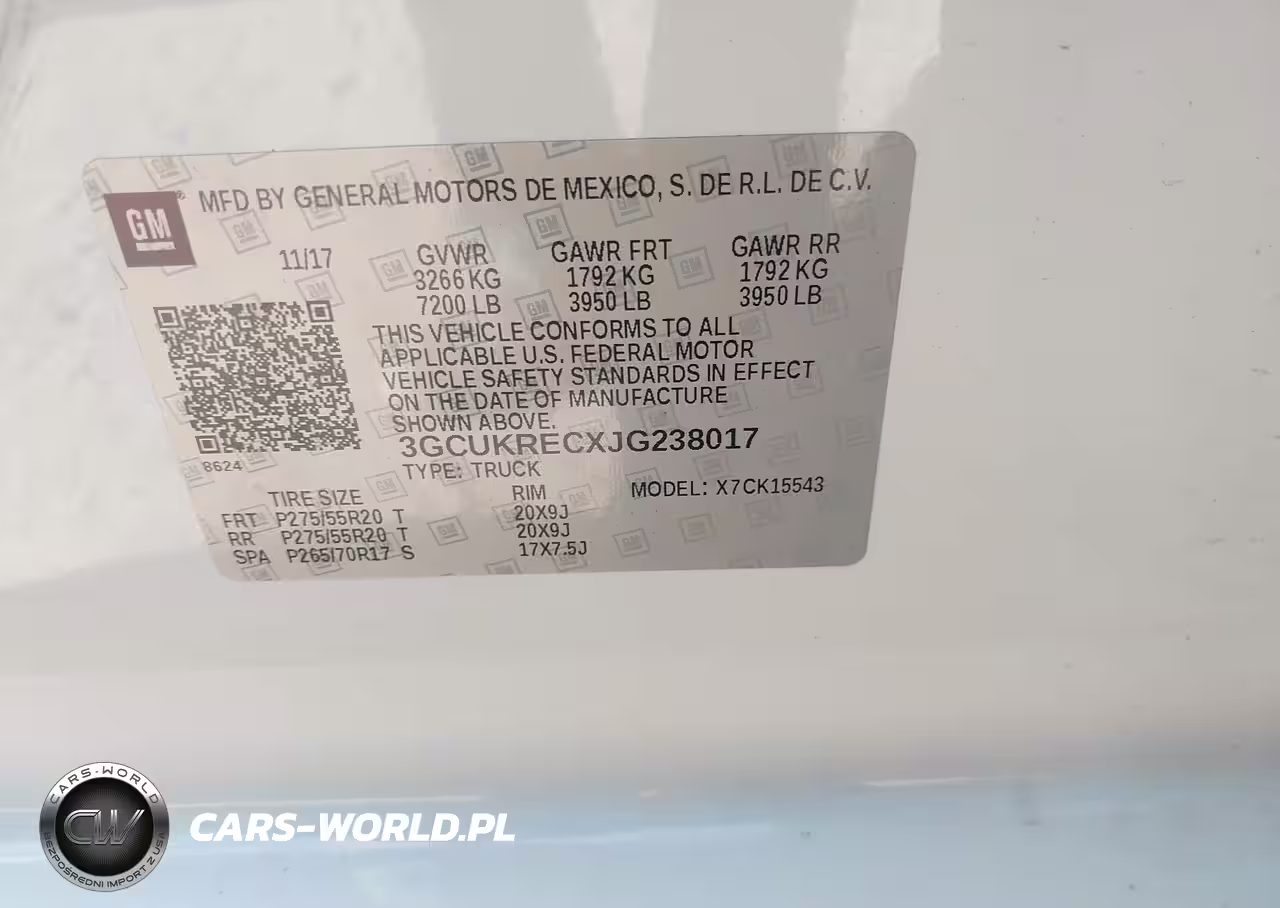 GM
MFD BY GENERAL MOTORS DE MEXICO, S. DE R.L. DE C.V.
11/17
GVWR GAWR FRT GAWR RR
3266 KG 1792 KG 1792 KG
7200 LB 3950 LB 3950 LB
THIS VEHICLE CONFORMS TO ALL
APPLICABLE U.S. FEDERAL MOTOR
VEHICLE SAFETY STANDARDS IN EFFECT
ON THE DATE OF MANUFACTURE
SHOWN ABOVE.
3GCUKRECXJG238017
8624
TYPE: TRUCK MODEL: X7CK15543
TIRE SIZE RIM
FRT P275/55R20 T 20X9J
RR P275/55R20 T 20X9J
SPA P265/70R17 S 17X7.5J
CARS-WORLD
CW
BEZPOŚREDNI IMPORT Z USA
CARS-WORLD.PL